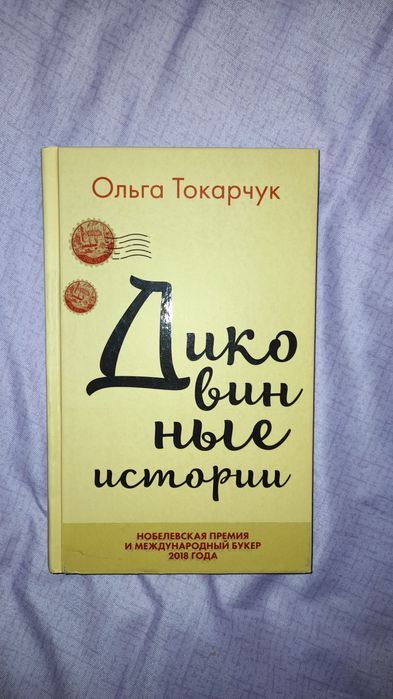 Ольга Токарчук
Дико
вин
ные
истории
НОБЕЛЕВСКАЯ ПРЕМИЯ
И МЕЖДУНАРОДНЫЙ БУКЕР
2018 ГОДА